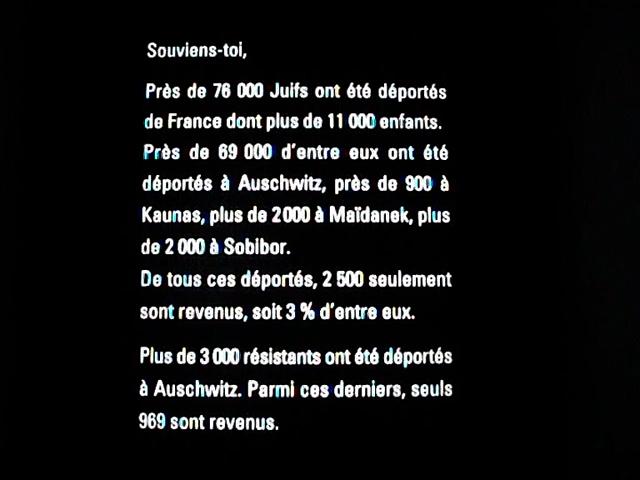 Souviens-toi,
Près de 76 000 Juifs ont été déportés
de France dont plus de 11 000 enfants.
Près de 69 000 d'entre eux ont été
déportés à Auschwitz, près de 900 à
Kaunas, plus de 2 000 à Maïdanek, plus
de 2 000 à Sobibor.
De tous ces déportés, 2 500 seulement
sont revenus, soit 3 % d'entre eux.
Plus de 3 000 résistants ont été déportés
à Auschwitz. Parmi ces derniers, seuls
969 sont revenus.